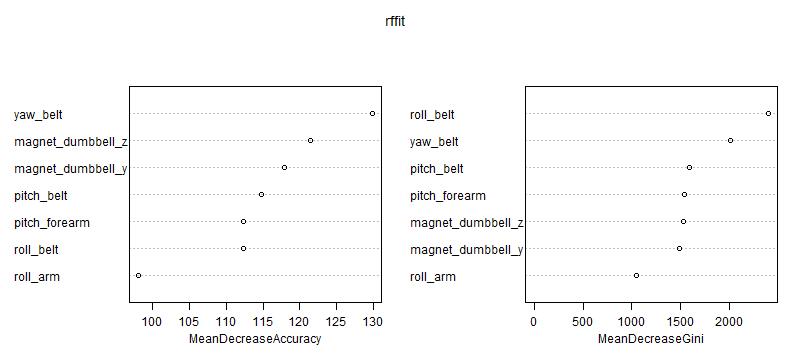 rffit
yaw_belt
magnet_dumbbell_z
magnet_dumbbell_y
pitch_belt
pitch_forearm
roll_belt
roll_arm
100 105 110 115 120 125 130
MeanDecreaseAccuracy
roll_belt
yaw_belt
pitch_belt
pitch_forearm
magnet_dumbbell_z
magnet_dumbbell_y
roll_arm
0 500 1000 1500 2000
MeanDecreaseGini